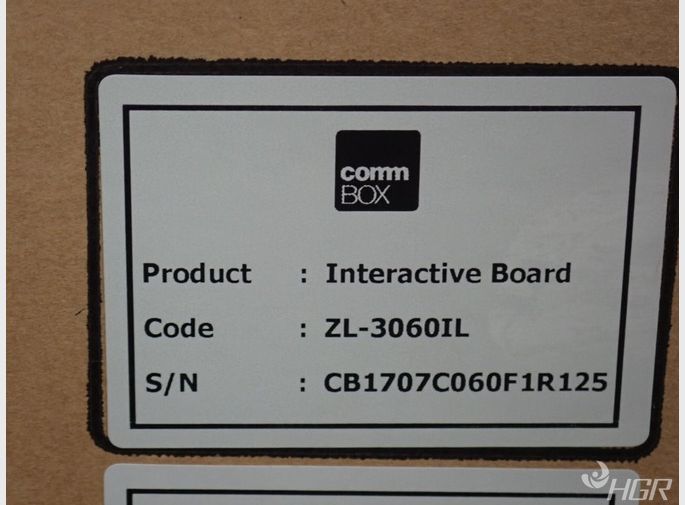 comm
BOX
Product : Interactive Board
Code : ZL-3060IL
S/N : CB1707C060F1R125
HGR